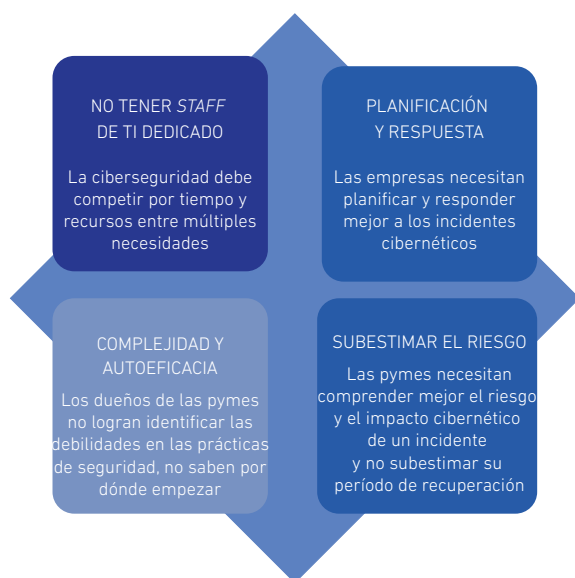 NO TENER STAFF
DE TI DEDICADO
La ciberseguridad debe
competir por tiempo y
recursos entre múltiples
necesidades
PLANIFICACIÓN
Y RESPUESTA
Las empresas necesitan
planificar y responder
mejor a los incidentes
cibernéticos
COMPLEJIDAD Y
AUTOEFICACIA
Los dueños de las pymes
no logran identificar las
debilidades en las prácticas
de seguridad, no saben por
dónde empezar
SUBESTIMAR EL RIESGO
Las pymes necesitan
comprender mejor el riesgo
y el impacto cibernético
de un incidente
y no subestimar su
período de recuperación